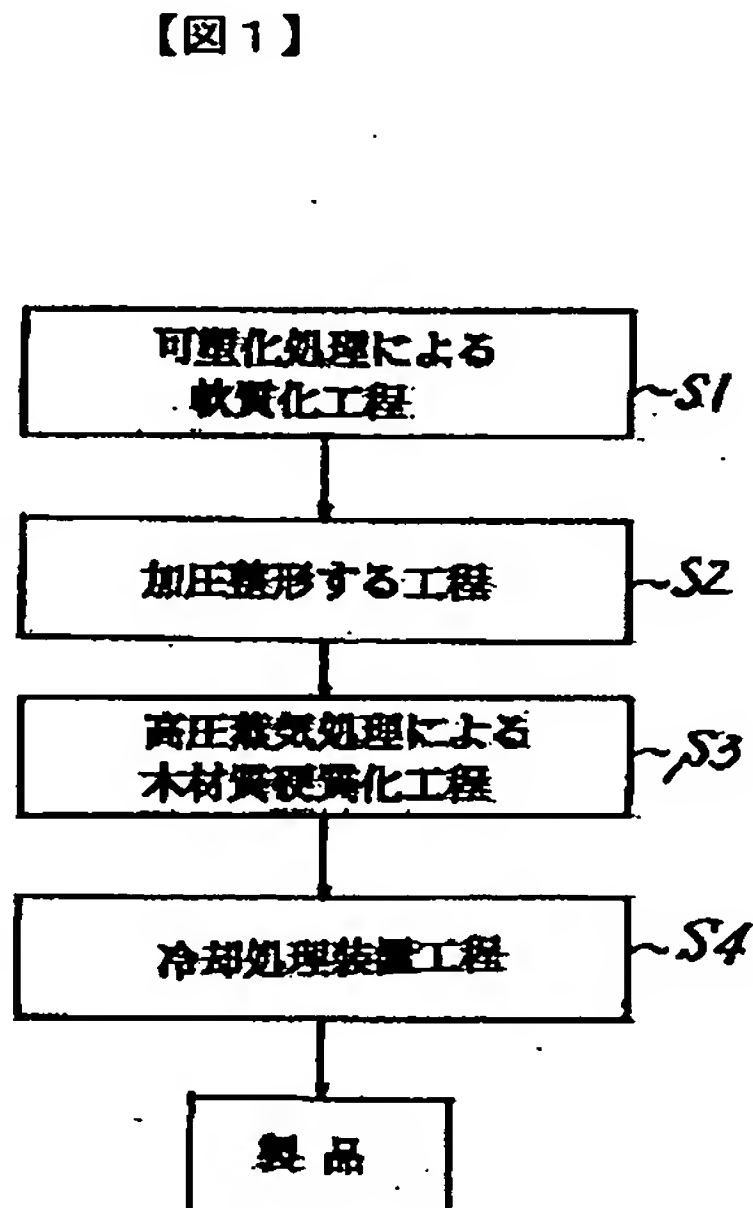 【図1】
可塑化処理による
軟質化工程
S1
加圧整形する工程
S2
高圧蒸気処理による
木材質硬質化工程
S3
冷却処理装置工程
S4
製品